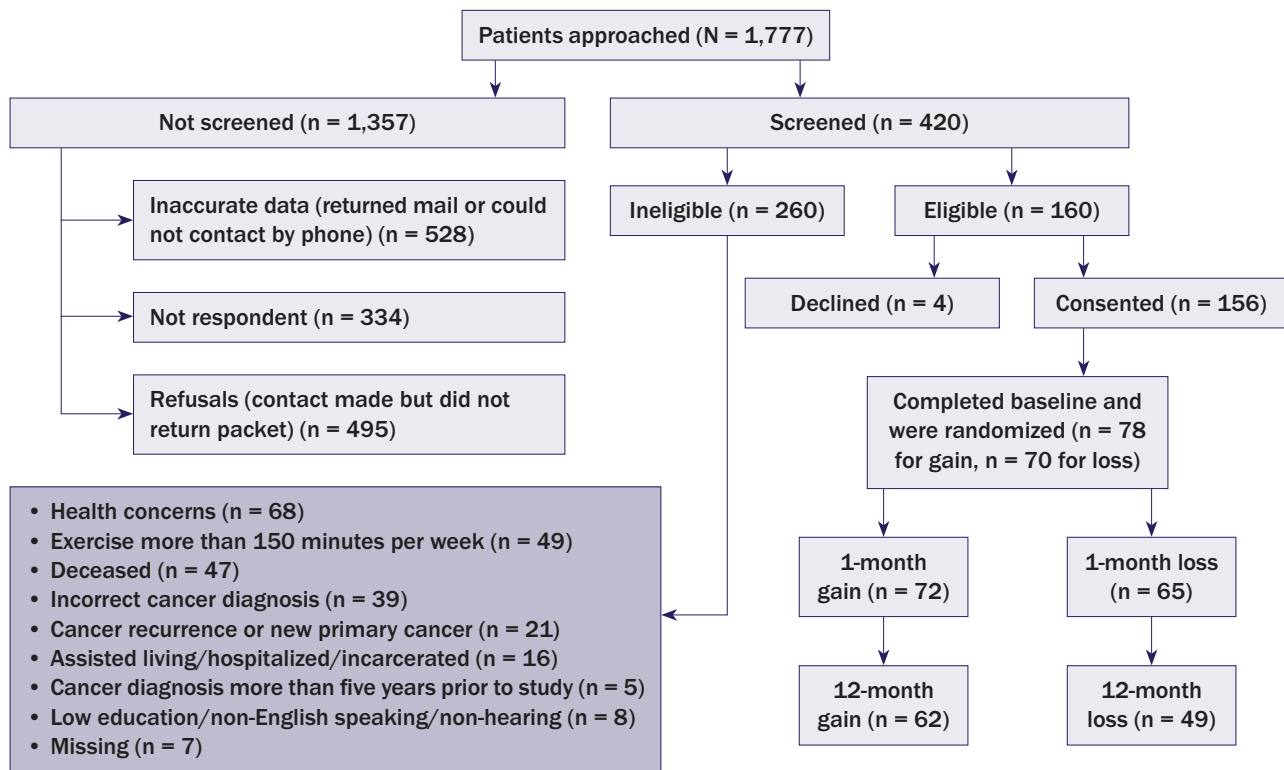 Patients approached (N = 1,777)
Not screened (n = 1,357)
Screened (n = 420)
Inaccurate data (returned mail or could
not contact by phone) (n = 528)
Not respondent (n = 334)
Refusals (contact made but did not
return packet) (n = 495)
Ineligible (n = 260)
Eligible (n = 160)
Declined (n = 4)
Consented (n = 156)
Completed baseline and
were randomized (n = 78
for gain, n = 70 for loss)
• Health concerns (n = 68)
• Exercise more than 150 minutes per week (n = 49)
• Deceased (n = 47)
• Incorrect cancer diagnosis (n = 39)
• Cancer recurrence or new primary cancer (n = 21)
• Assisted living/hospitalized/incarcerated (n = 16)
• Cancer diagnosis more than five years prior to study (n = 5)
• Low education/non-English speaking/non-hearing (n = 8)
• Missing (n = 7)
1-month
gain (n = 72)
1-month loss
(n = 65)
12-month
gain (n = 62)
12-month
loss (n = 49)